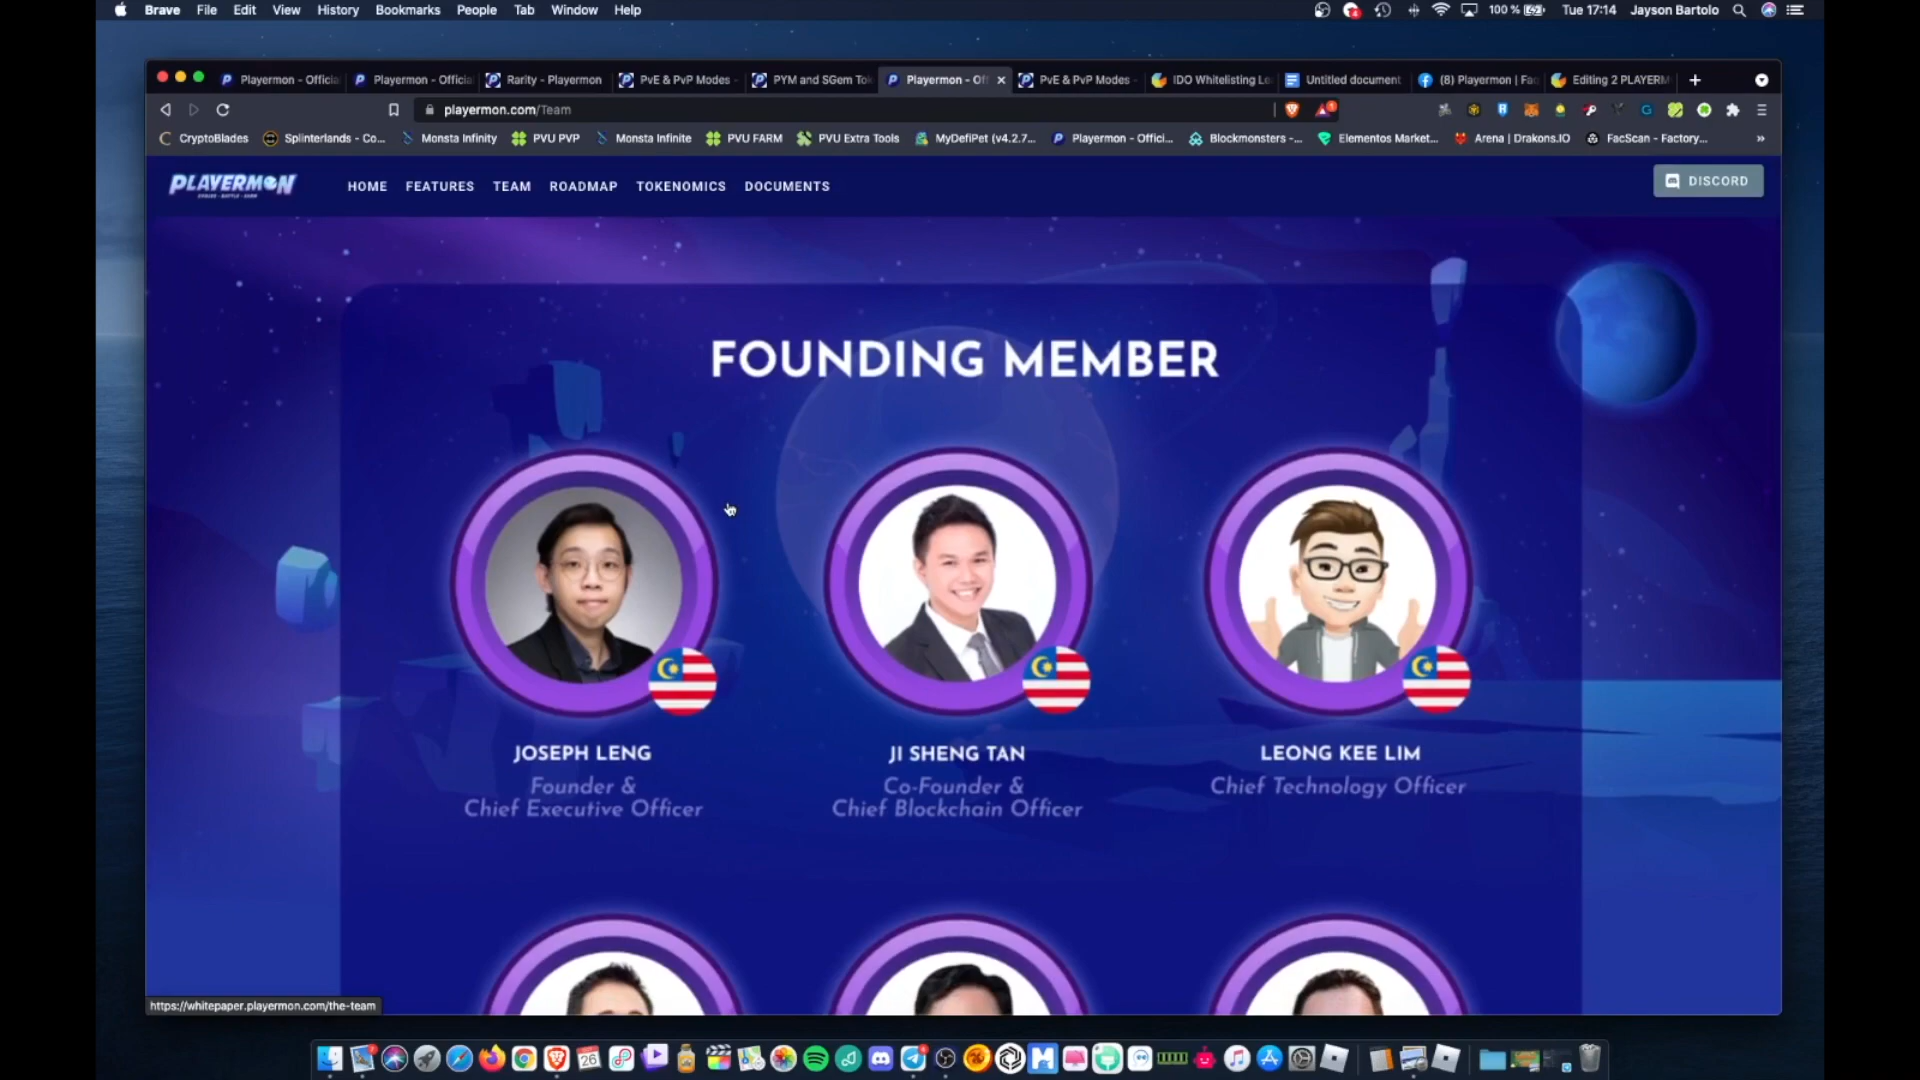 Brave File Edit View History Bookmarks People Tab Window Help
100 % Tue 17:14 Jayson Bartolo
Playermon - Officia Playermon - Officia Rarity - Playermon PvE & PvP Modes - PYM and SGem Tok Playermon - Off PvE & PvP Modes - IDO Whitelisting Lo Untitled document (8) Playermon | Fac Editing 2 PLAYERM
playermon.com/Team
CryptoBlades Splinterlands - Co... Monsta Infinity PVU PVP Monsta Infinite PVU FARM PVU Extra Tools MyDefiPet (v4.2.7... Playermon - Offici... Blockmonsters -... Elementos Market... Arena | Drakons.IO FacScan - Factory... »
PLAYERMON HOME FEATURES TEAM ROADMAP TOKENOMICS DOCUMENTS DISCORD
FOUNDING MEMBER
JOSEPH LENG
Founder &
Chief Executive Officer
JI SHENG TAN
Co-Founder &
Chief Blockchain Officer
LEONG KEE LIM
Chief Technology Officer
https://whitepaper.playermon.com/the-team
26